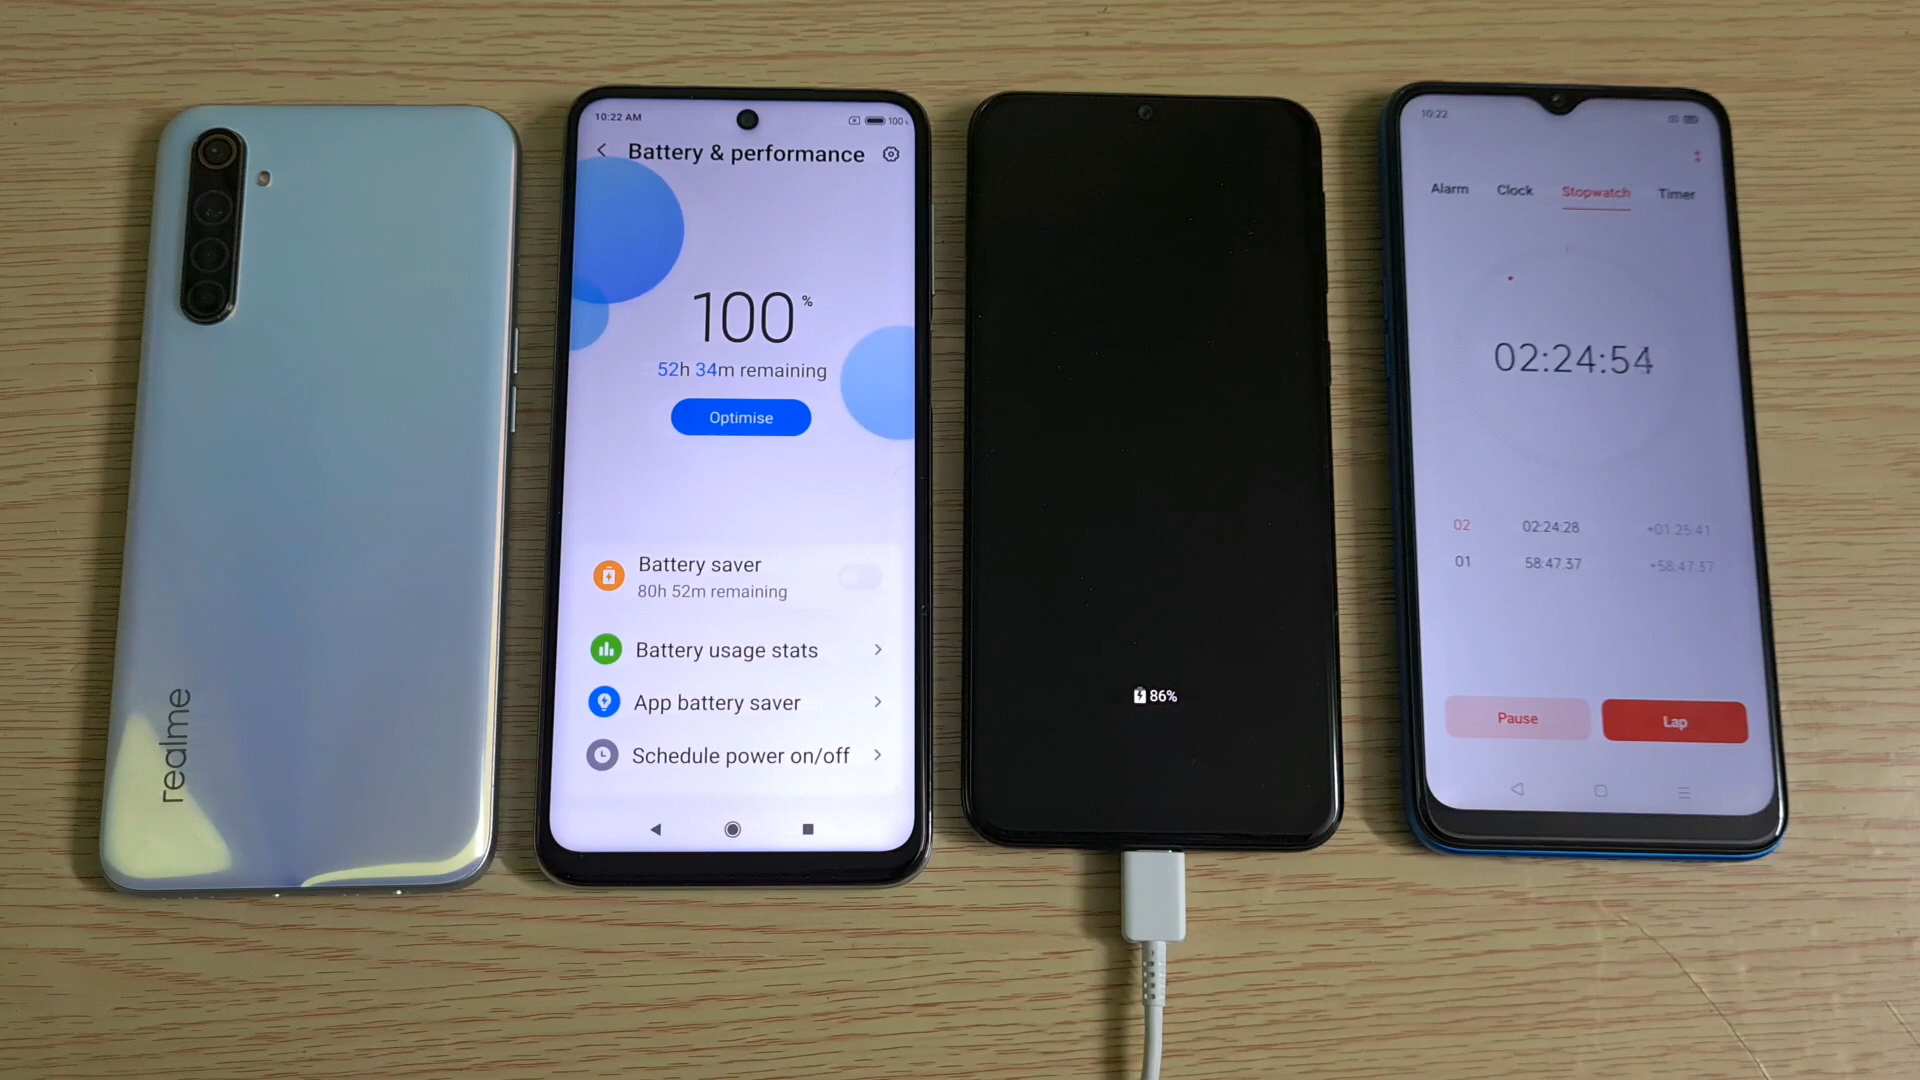 realme
10:22 AM
100
Battery & performance
100 %
52h 34m remaining
Optimise
Battery saver
80h 52m remaining
Battery usage stats
App battery saver
Schedule power on/off
86%
10:22
Alarm Clock Stopwatch Timer
02:24:54
02 02:24:28 +01:25:41
01 58:47.37 +58:47.37
Pause Lap